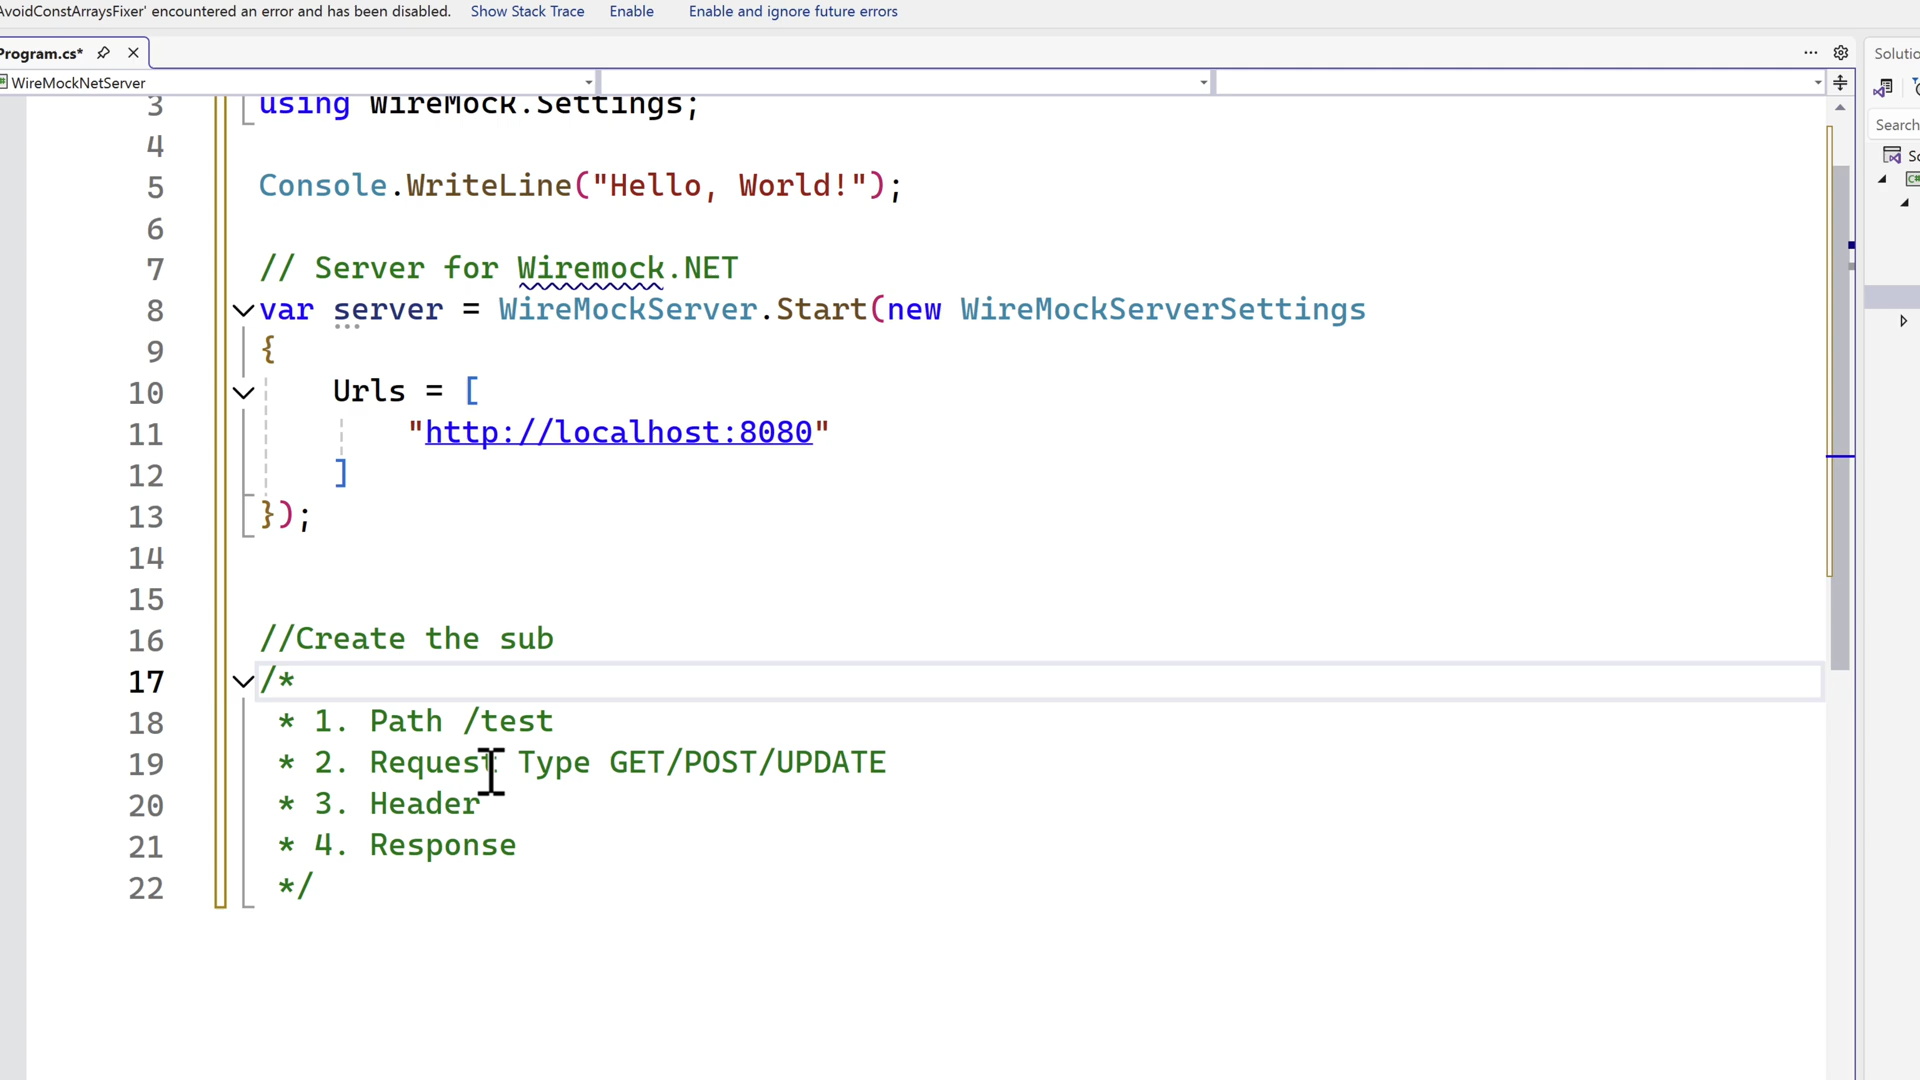 AvoidConstArraysFixer' encountered an error and has been disabled. Show Stack Trace Enable Enable and ignore future errors
Program.cs*
Solutio
WireMockNetServer
Search
So
C#
3 using WireMock.Settings;
4
5 Console.WriteLine("Hello, World!");
6
7 // Server for Wiremock.NET
8 var server = WireMockServer.Start(new WireMockServerSettings
9 {
10 Urls = [
11 "http://localhost:8080"
12 ]
13 });
14
15
16 //Create the sub
17 /*
18 * 1. Path /test
19 * 2. Request Type GET/POST/UPDATE
20 * 3. Header
21 * 4. Response
22 */